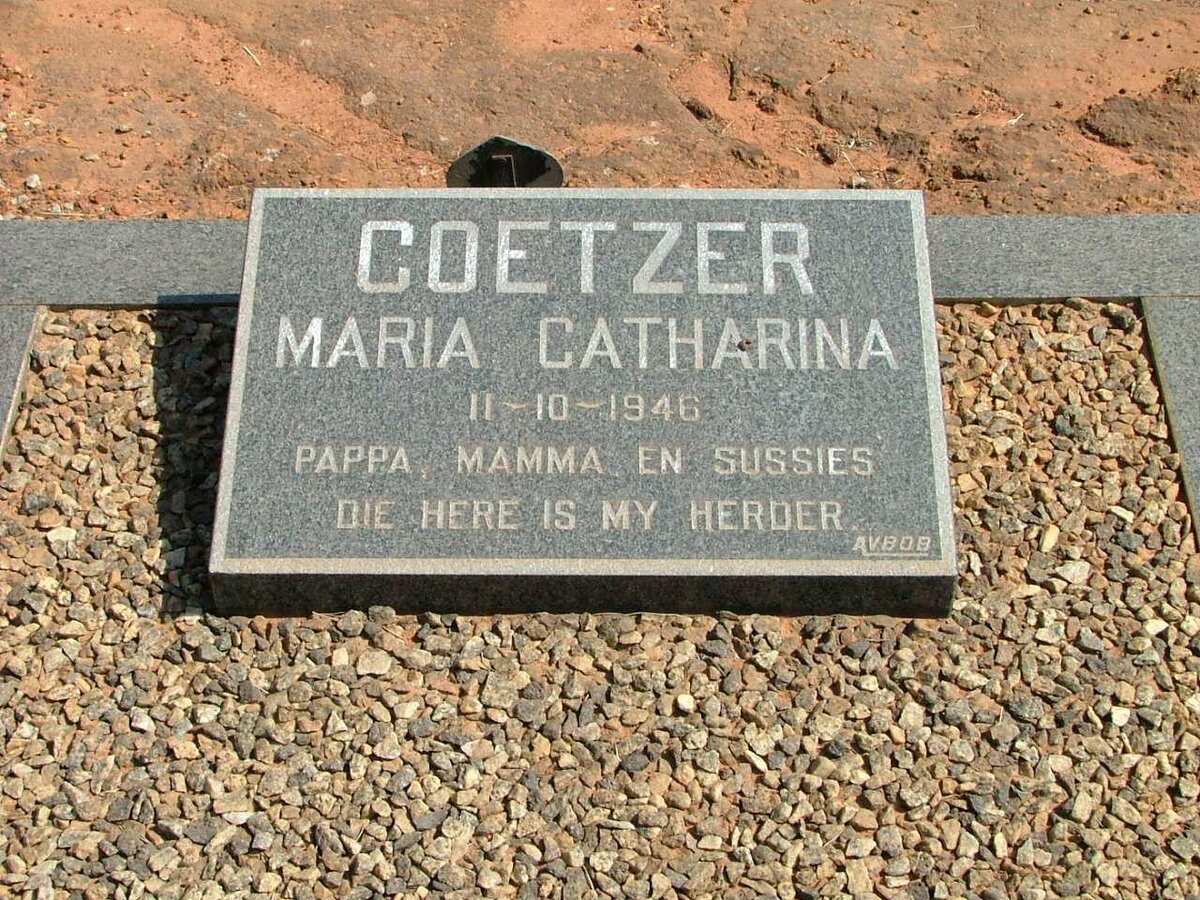 COETZER
MARIA CATHARINA
11-10-1946
PAPPA, MAMMA EN SUSSIES
DIE HERE IS MY HERDER.
AVBOB